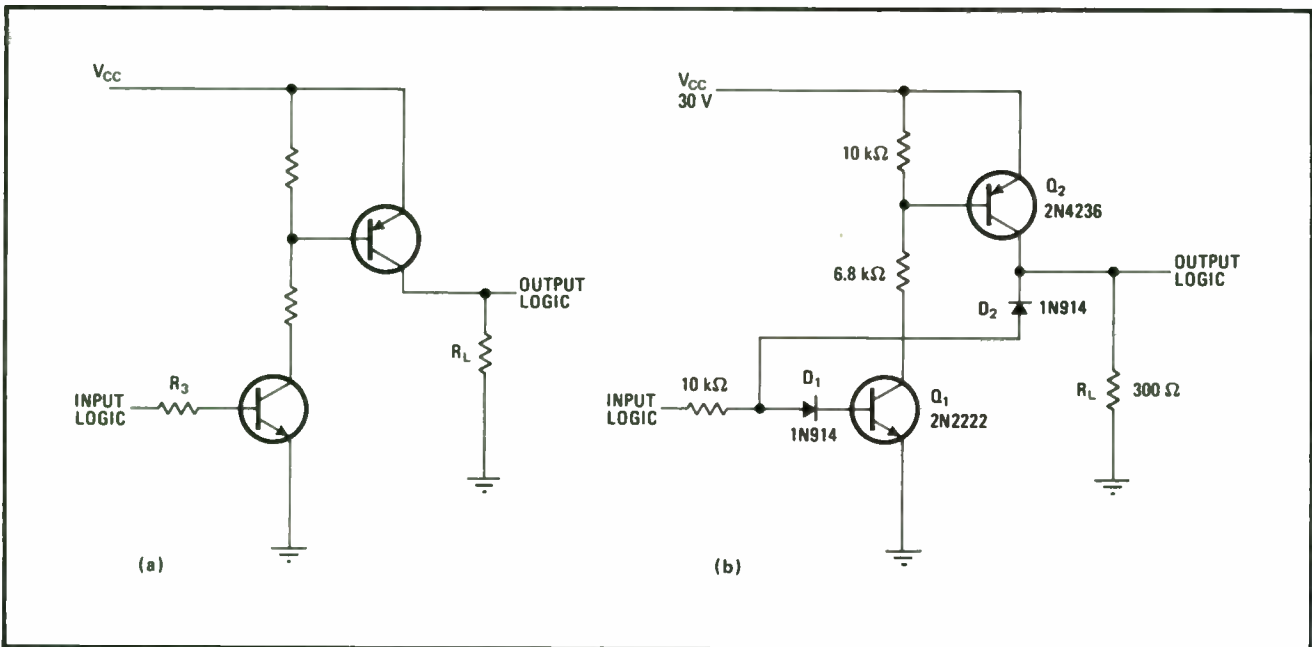 V_CC
R_3
INPUT
LOGIC
OUTPUT
LOGIC
R_L
(a)
V_CC
30 V
10 kΩ
Q_2
2N4236
6.8 kΩ
OUTPUT
LOGIC
D_2 1N914
10 kΩ
D_1
INPUT
LOGIC
1N914
Q_1
2N2222
R_L 300 Ω
(b)